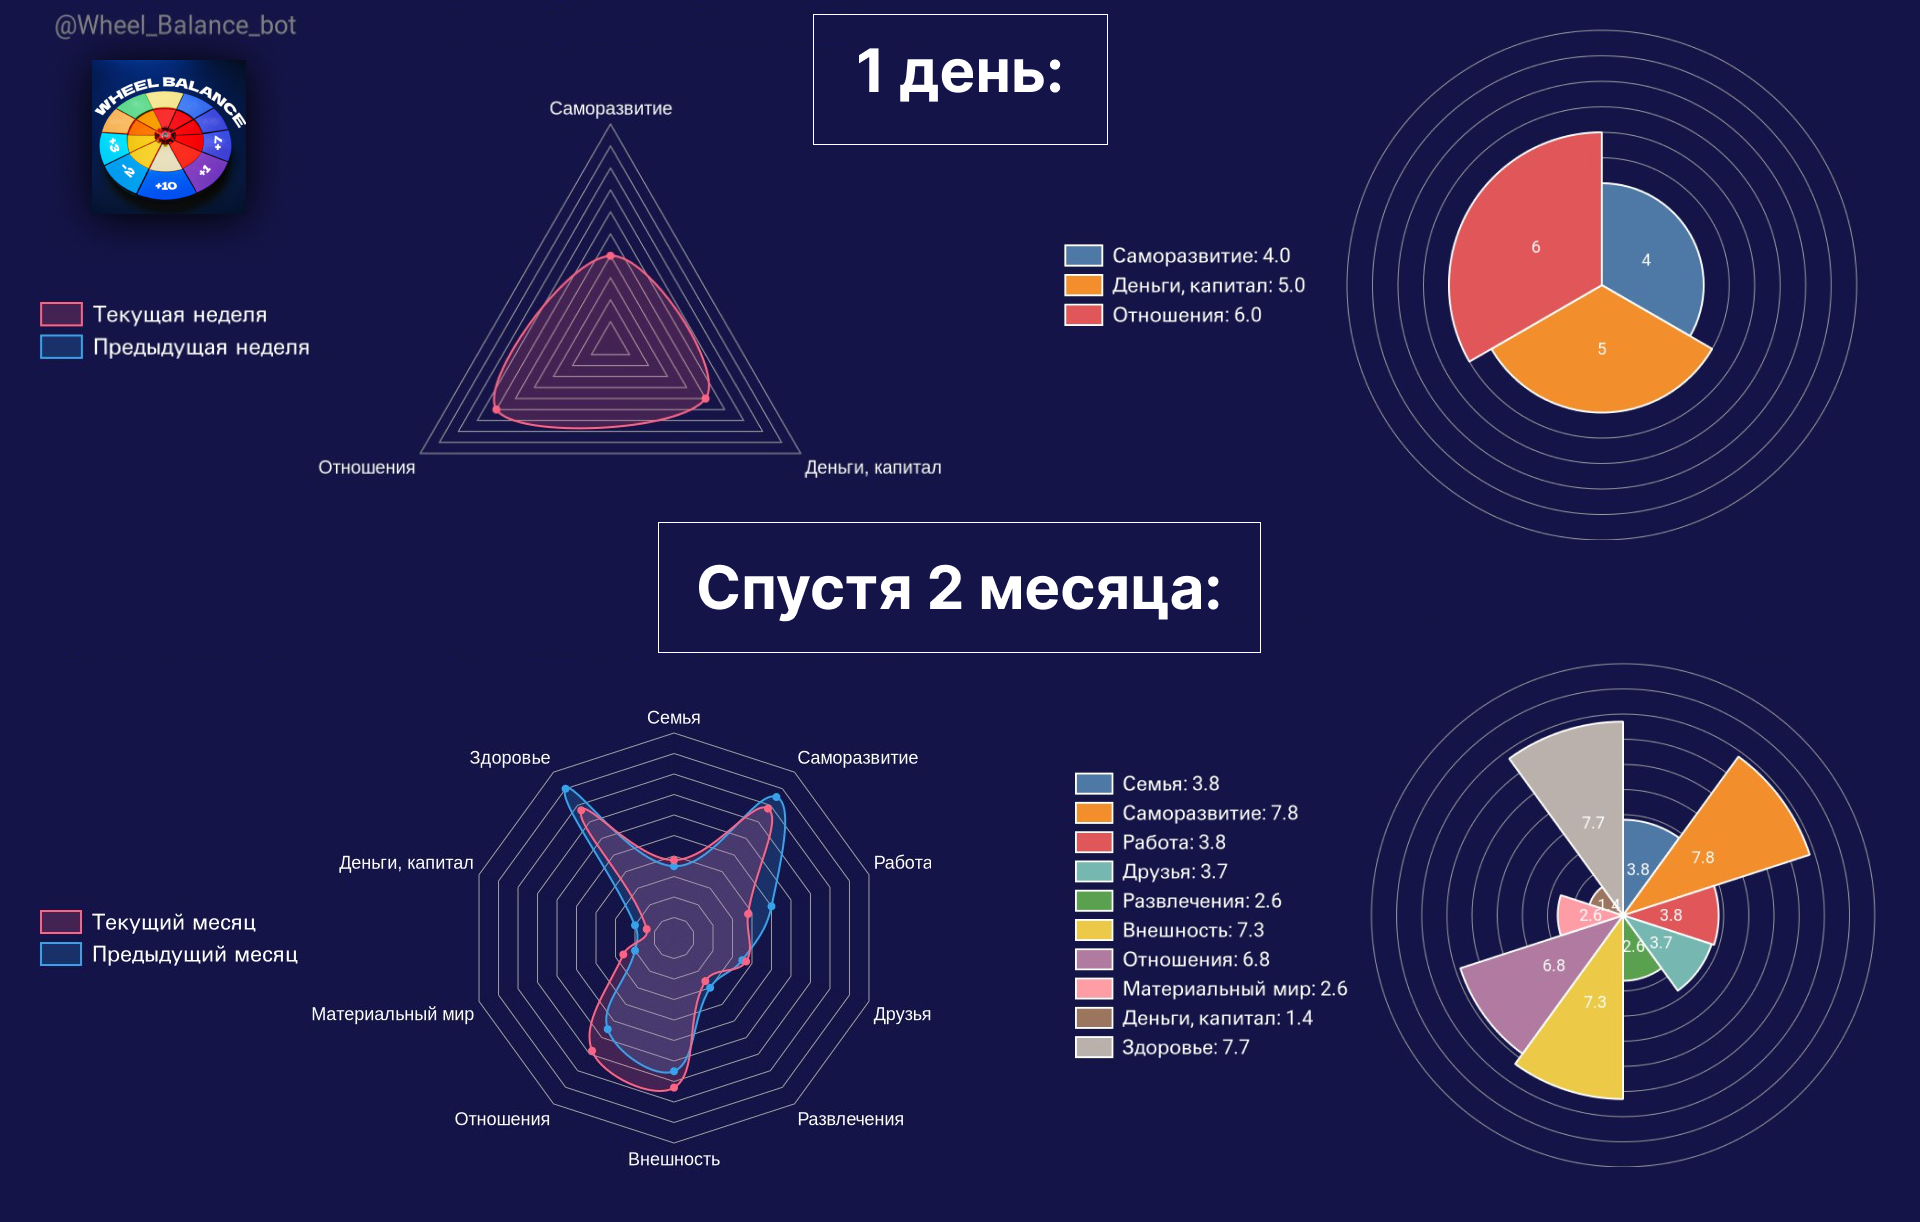 @Wheel_Balance_bot
WHEEL BALANCE
+3
-2
+10
+1
+7
1 день:
Саморазвитие
Отношения
Деньги, капитал
Текущая неделя
Предыдущая неделя
Саморазвитие: 4.0
Деньги, капитал: 5.0
Отношения: 6.0
6
4
5
Спустя 2 месяца:
Семья
Здоровье
Саморазвитие
Деньги, капитал
Работа
Материальный мир
Друзья
Отношения
Развлечения
Внешность
Текущий месяц
Предыдущий месяц
Семья: 3.8
Саморазвитие: 7.8
Работа: 3.8
Друзья: 3.7
Развлечения: 2.6
Внешность: 7.3
Отношения: 6.8
Материальный мир: 2.6
Деньги, капитал: 1.4
Здоровье: 7.7
7.7
3.8
7.8
1.4
2.6
3.8
2.6
3.7
6.8
7.3